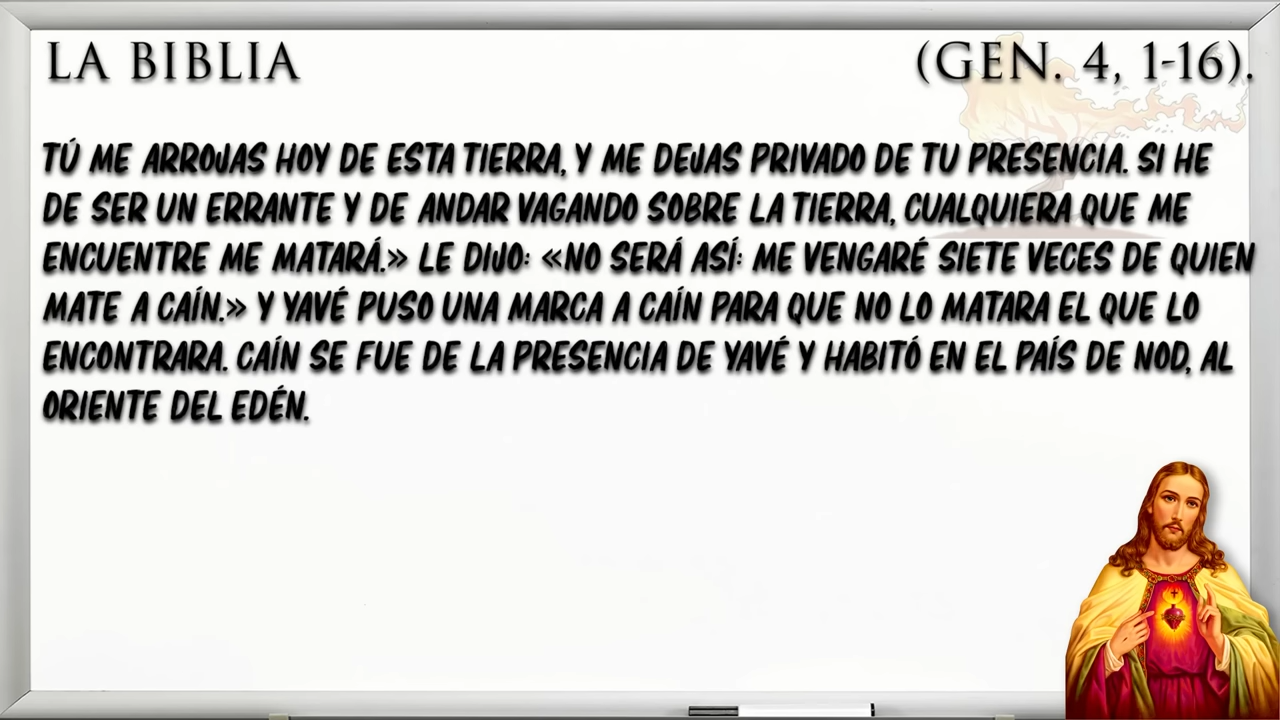 LA BIBLIA (GEN. 4, 1-16).
TÚ ME ARROJAS HOY DE ESTA TIERRA, Y ME DEJAS PRIVADO DE TU PRESENCIA. SI HE
DE SER UN ERRANTE Y DE ANDAR VAGANDO SOBRE LA TIERRA, CUALQUIERA QUE ME
ENCUENTRE ME MATARÁ.» LE DIJO: «NO SERÁ ASÍ: ME VENGARÉ SIETE VECES DE QUIEN
MATE A CAÍN.» Y YAVÉ PUSO UNA MARCA A CAÍN PARA QUE NO LO MATARA EL QUE LO
ENCONTRARA. CAÍN SE FUE DE LA PRESENCIA DE YAVÉ Y HABITÓ EN EL PAÍS DE NOD, AL
ORIENTE DEL EDÉN.